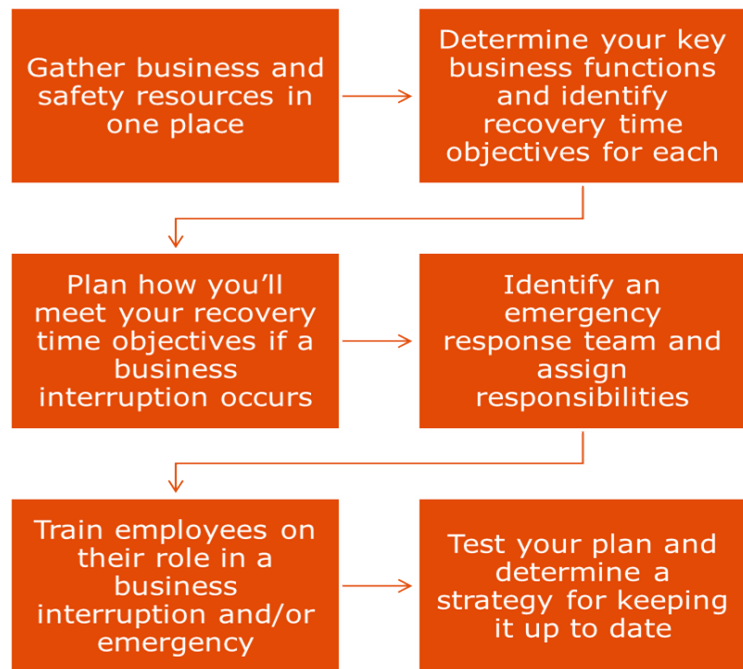 Gather business and
safety resources in
one place
Determine your key
business functions
and identify
recovery time
objectives for each
Plan how you'll
meet your recovery
time objectives if a
business
interruption occurs
Identify an
emergency
response team and
assign
responsibilities
Train employees on
their role in a
business
interruption and/or
emergency
Test your plan and
determine a
strategy for keeping
it up to date